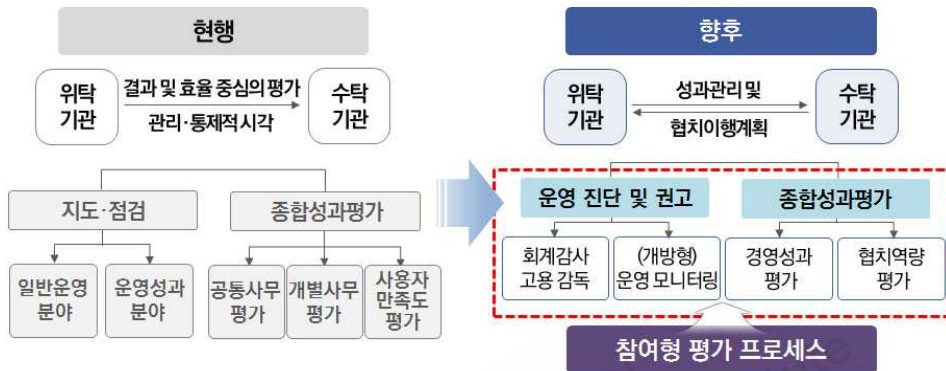 현행
위탁
기관
결과 및 효율 중심의 평가
관리·통제적 시각
수탁
기관
지도·점검
종합성과평가
일반운영
분야
운영성과
분야
공통사무
평가
개별사무
평가
사용자
만족도
평가
향후
위탁
기관
성과관리 및
협치이행계획
수탁
기관
운영 진단 및 권고
종합성과평가
회계감사
고용 감독
(개방형)
운영 모니터링
경영성과
평가
협치역량
평가
참여형 평가 프로세스